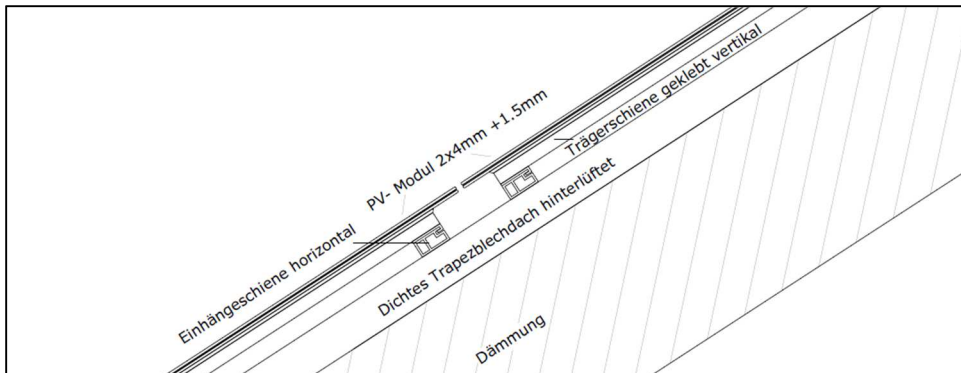 PV- Modul 2x4mm +1.5mm
Trägerschiene geklebt vertikal
Einhängeschiene horizontal
Dichtes Trapezblechdach hinterlüftet
Dämmung